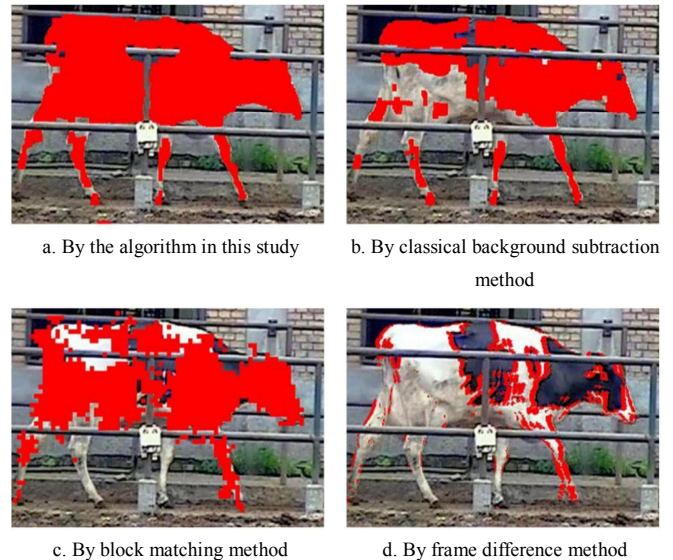 a. By the algorithm in this study
b. By classical background subtraction
method
c. By block matching method
d. By frame difference method